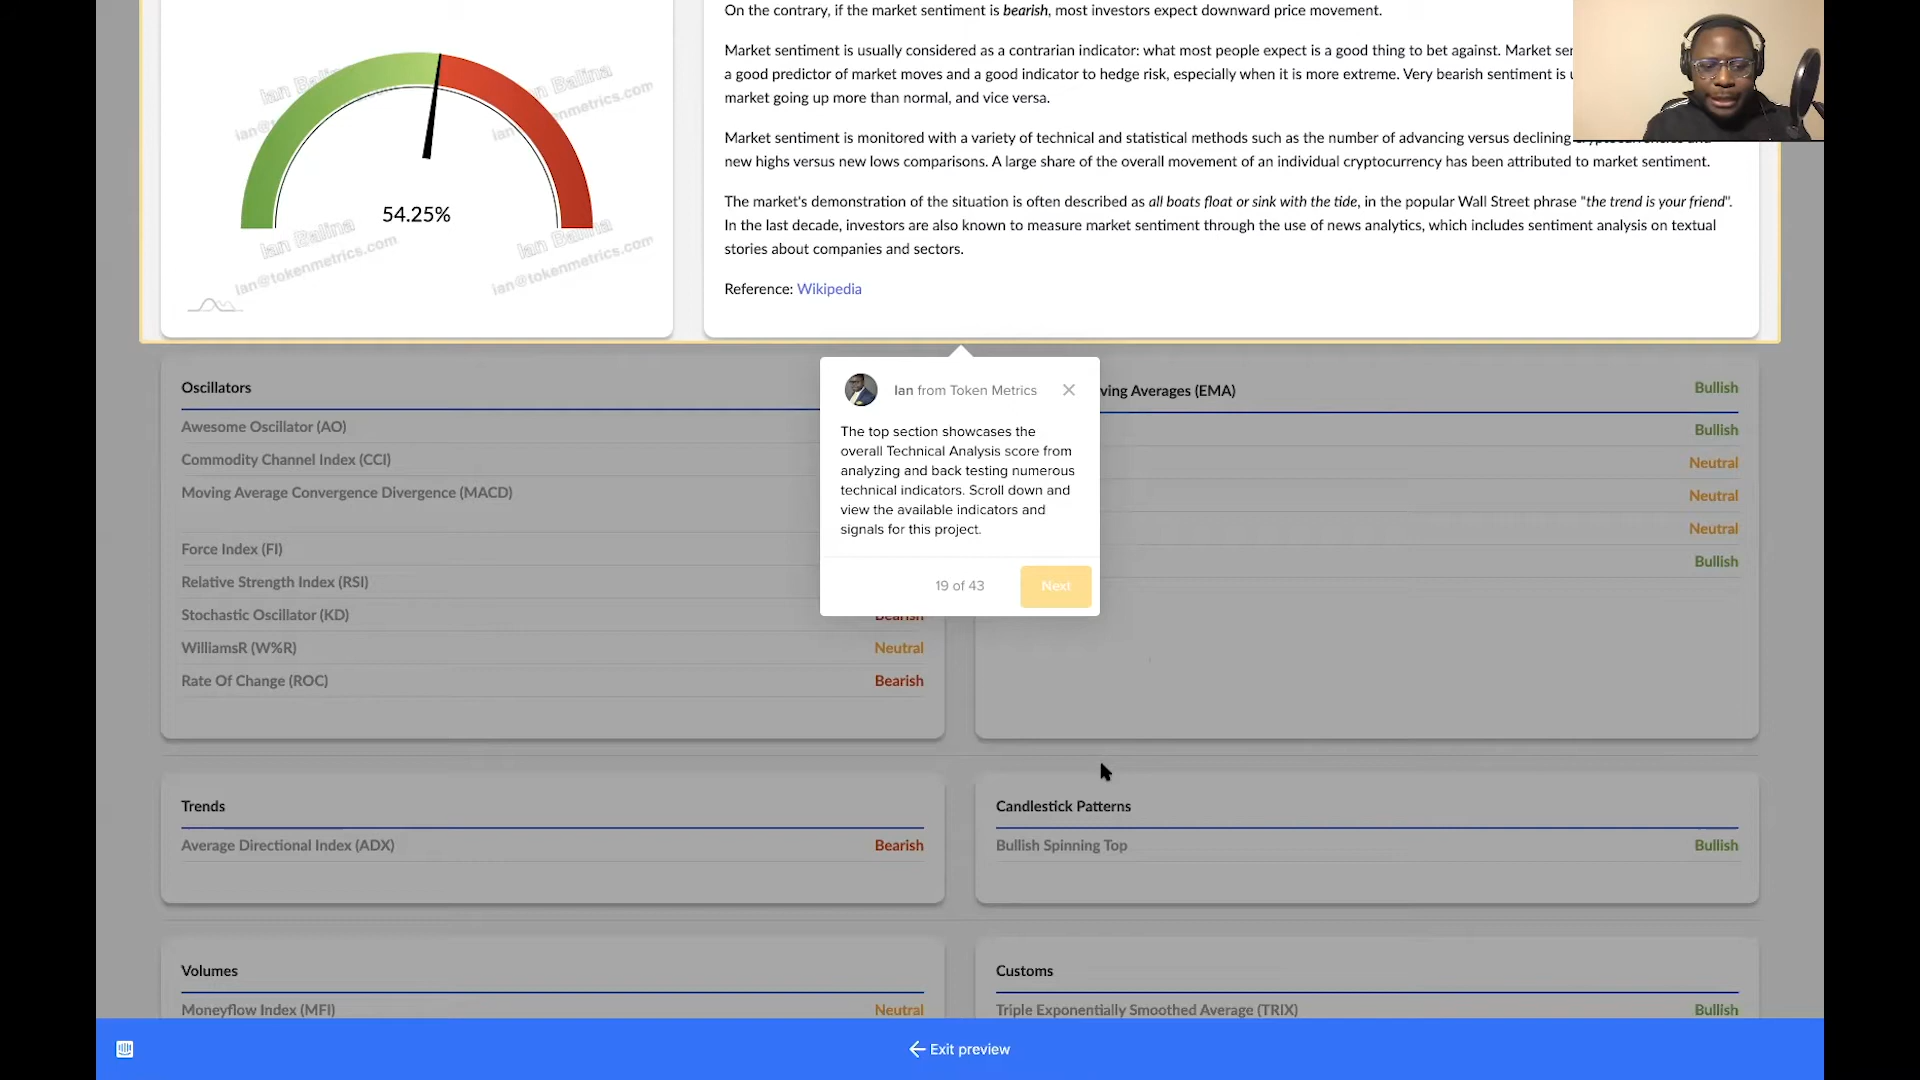 On the contrary, if the market sentiment is bearish, most investors expect downward price movement.
Market sentiment is usually considered as a contrarian indicator: what most people expect is a good thing to bet against. Market
a good predictor of market moves and a good indicator to hedge risk, especially when it is more extreme. Very bearish sentiment is
market going up more than normal, and vice versa.
Market sentiment is monitored with a variety of technical and statistical methods such as the number of advancing versus declining
new highs versus new lows comparisons. A large share of the overall movement of an individual cryptocurrency has been attributed to market sentiment.
The market's demonstration of the situation is often described as all boats float or sink with the tide, in the popular Wall Street phrase "the trend is your friend".
In the last decade, investors are also known to measure market sentiment through the use of news analytics, which includes sentiment analysis on textual
stories about companies and sectors.
Reference: Wikipedia
54.25%
Ian Balina
ian@tokenmetrics.com
Ian Balina
ian@tokenmetrics.com
Ian from Token Metrics
The top section showcases the
overall Technical Analysis score from
analyzing and back testing numerous
technical indicators. Scroll down and
view the available indicators and
signals for this project.
19 of 43
Next
Oscillators
Awesome Oscillator (AO)
Commodity Channel Index (CCI)
Moving Average Convergence Divergence (MACD)
Force Index (FI)
Relative Strength Index (RSI)
Stochastic Oscillator (KD) Bearish
WilliamsR (W%R) Neutral
Rate Of Change (ROC) Bearish
Averages (EMA) Bullish
Bullish
Neutral
Neutral
Neutral
Bullish
Trends
Average Directional Index (ADX) Bearish
Candlestick Patterns
Bullish Spinning Top Bullish
Volumes
Moneyflow Index (MFI) Neutral
Customs
Triple Exponentially Smoothed Average (TRIX) Bullish
Exit preview